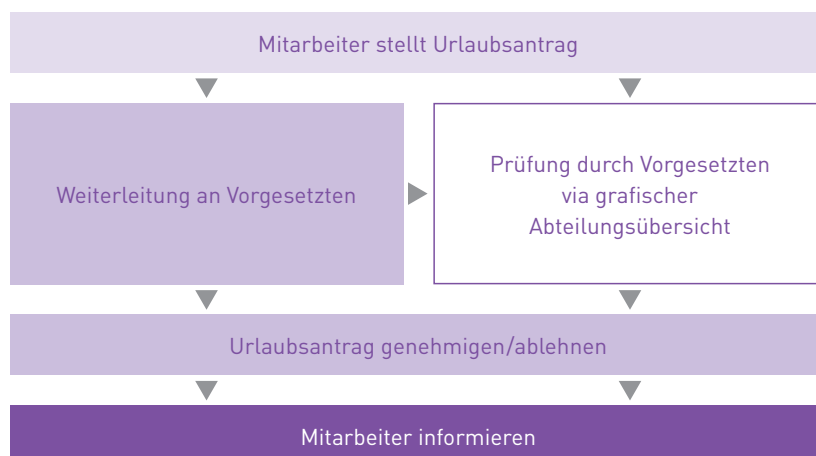 Mitarbeiter stellt Urlaubsantrag
Weiterleitung an Vorgesetzten
Prüfung durch Vorgesetzten
via grafischer
Abteilungsübersicht
Urlaubsantrag genehmigen/ablehnen
Mitarbeiter informieren